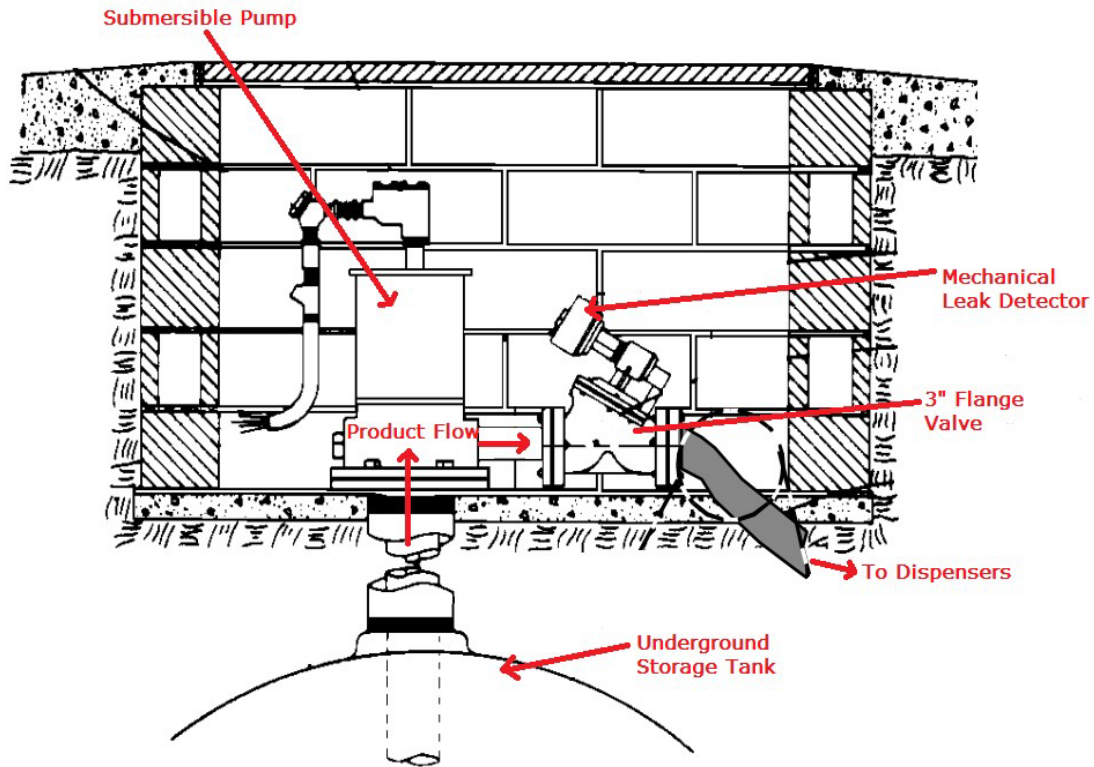 Submersible Pump
Mechanical
Leak Detector
3" Flange
Valve
Product Flow
To Dispensers
Underground
Storage Tank